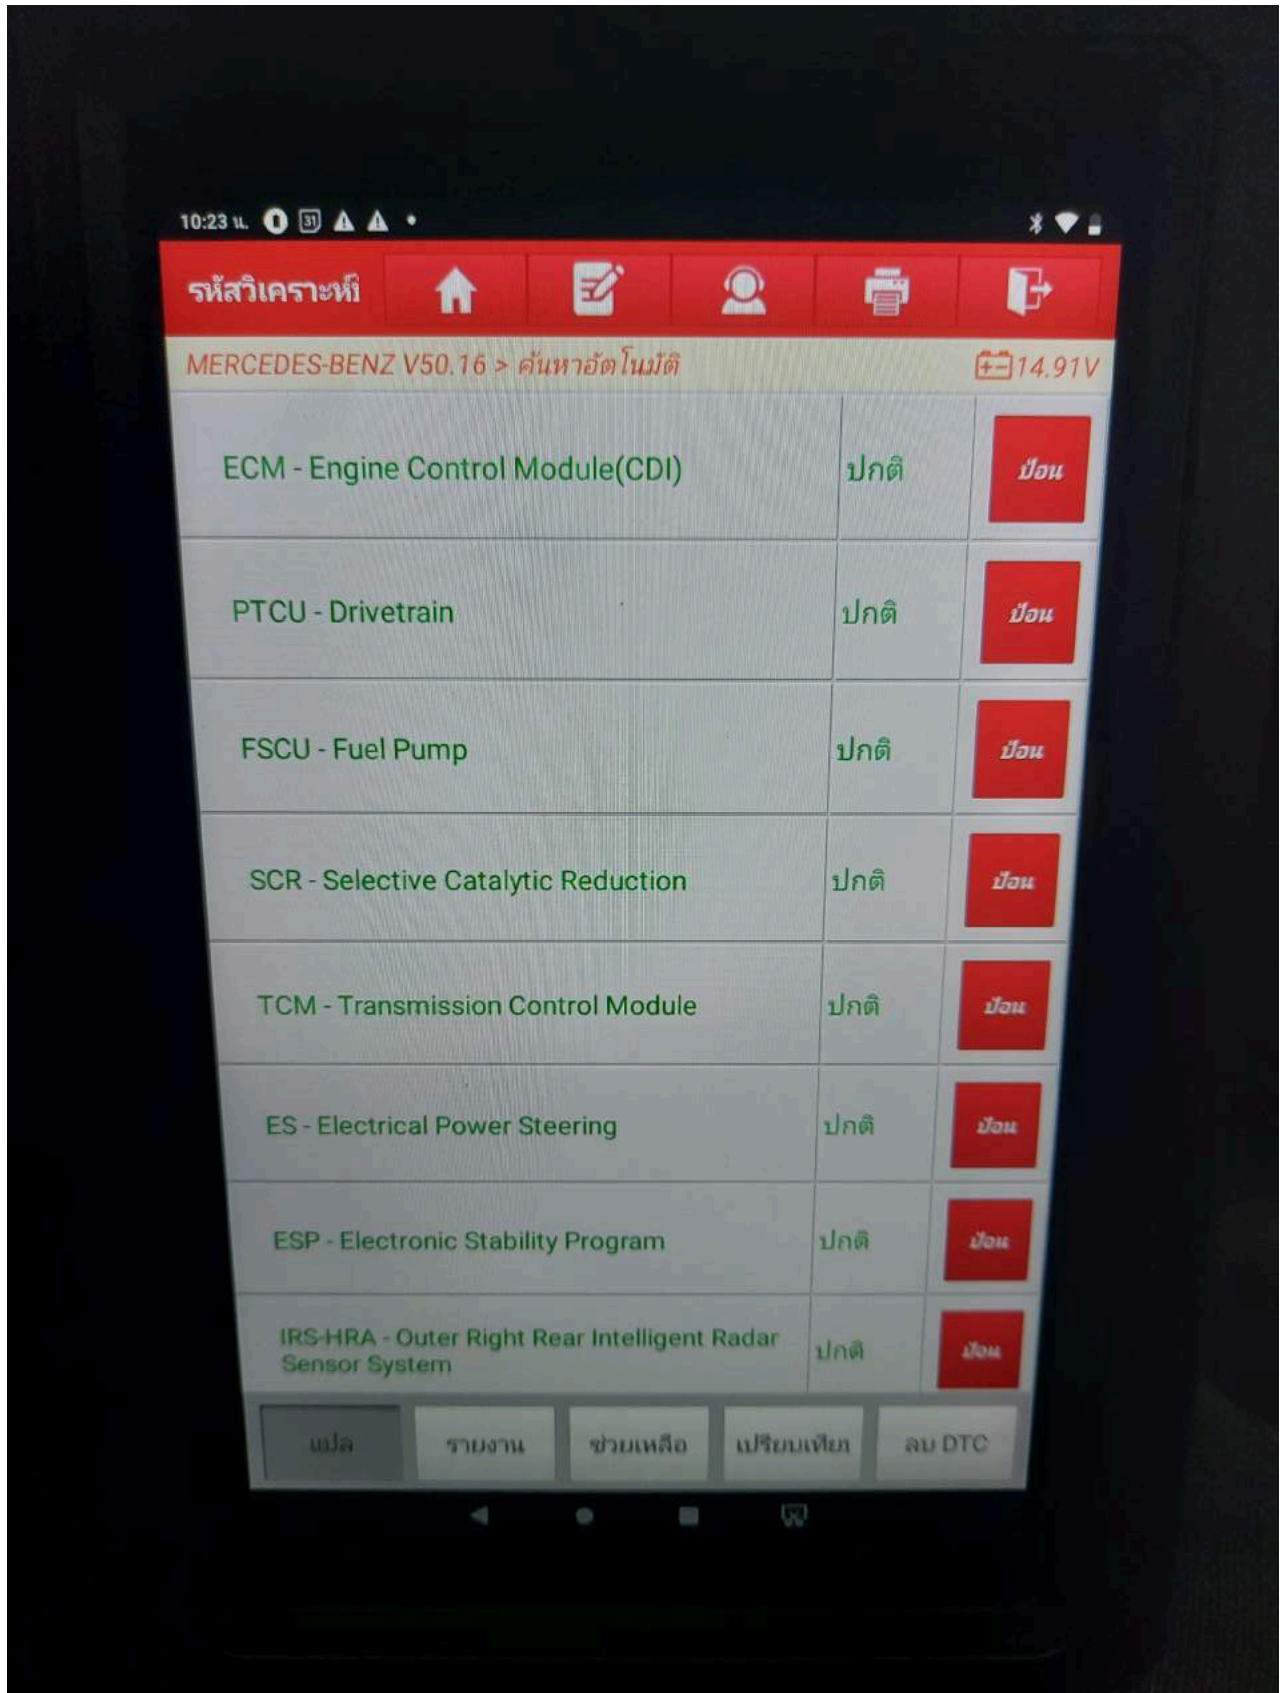 10:23 น.
31
รหัสวิเคราะห์
MERCEDES-BENZ V50.16 > ค้นหาอัตโนมัติ 14.91V
ECM - Engine Control Module(CDI) ปกติ ป้อน
PTCU - Drivetrain ปกติ ป้อน
FSCU - Fuel Pump ปกติ ป้อน
SCR - Selective Catalytic Reduction ปกติ ป้อน
TCM - Transmission Control Module ปกติ ป้อน
ES - Electrical Power Steering ปกติ ป้อน
ESP - Electronic Stability Program ปกติ ป้อน
IRS-HRA - Outer Right Rear Intelligent Radar
Sensor System ปกติ ป้อน
แปล รายงาน ช่วยเหลือ เปรียบเทียบ ลบ DTC